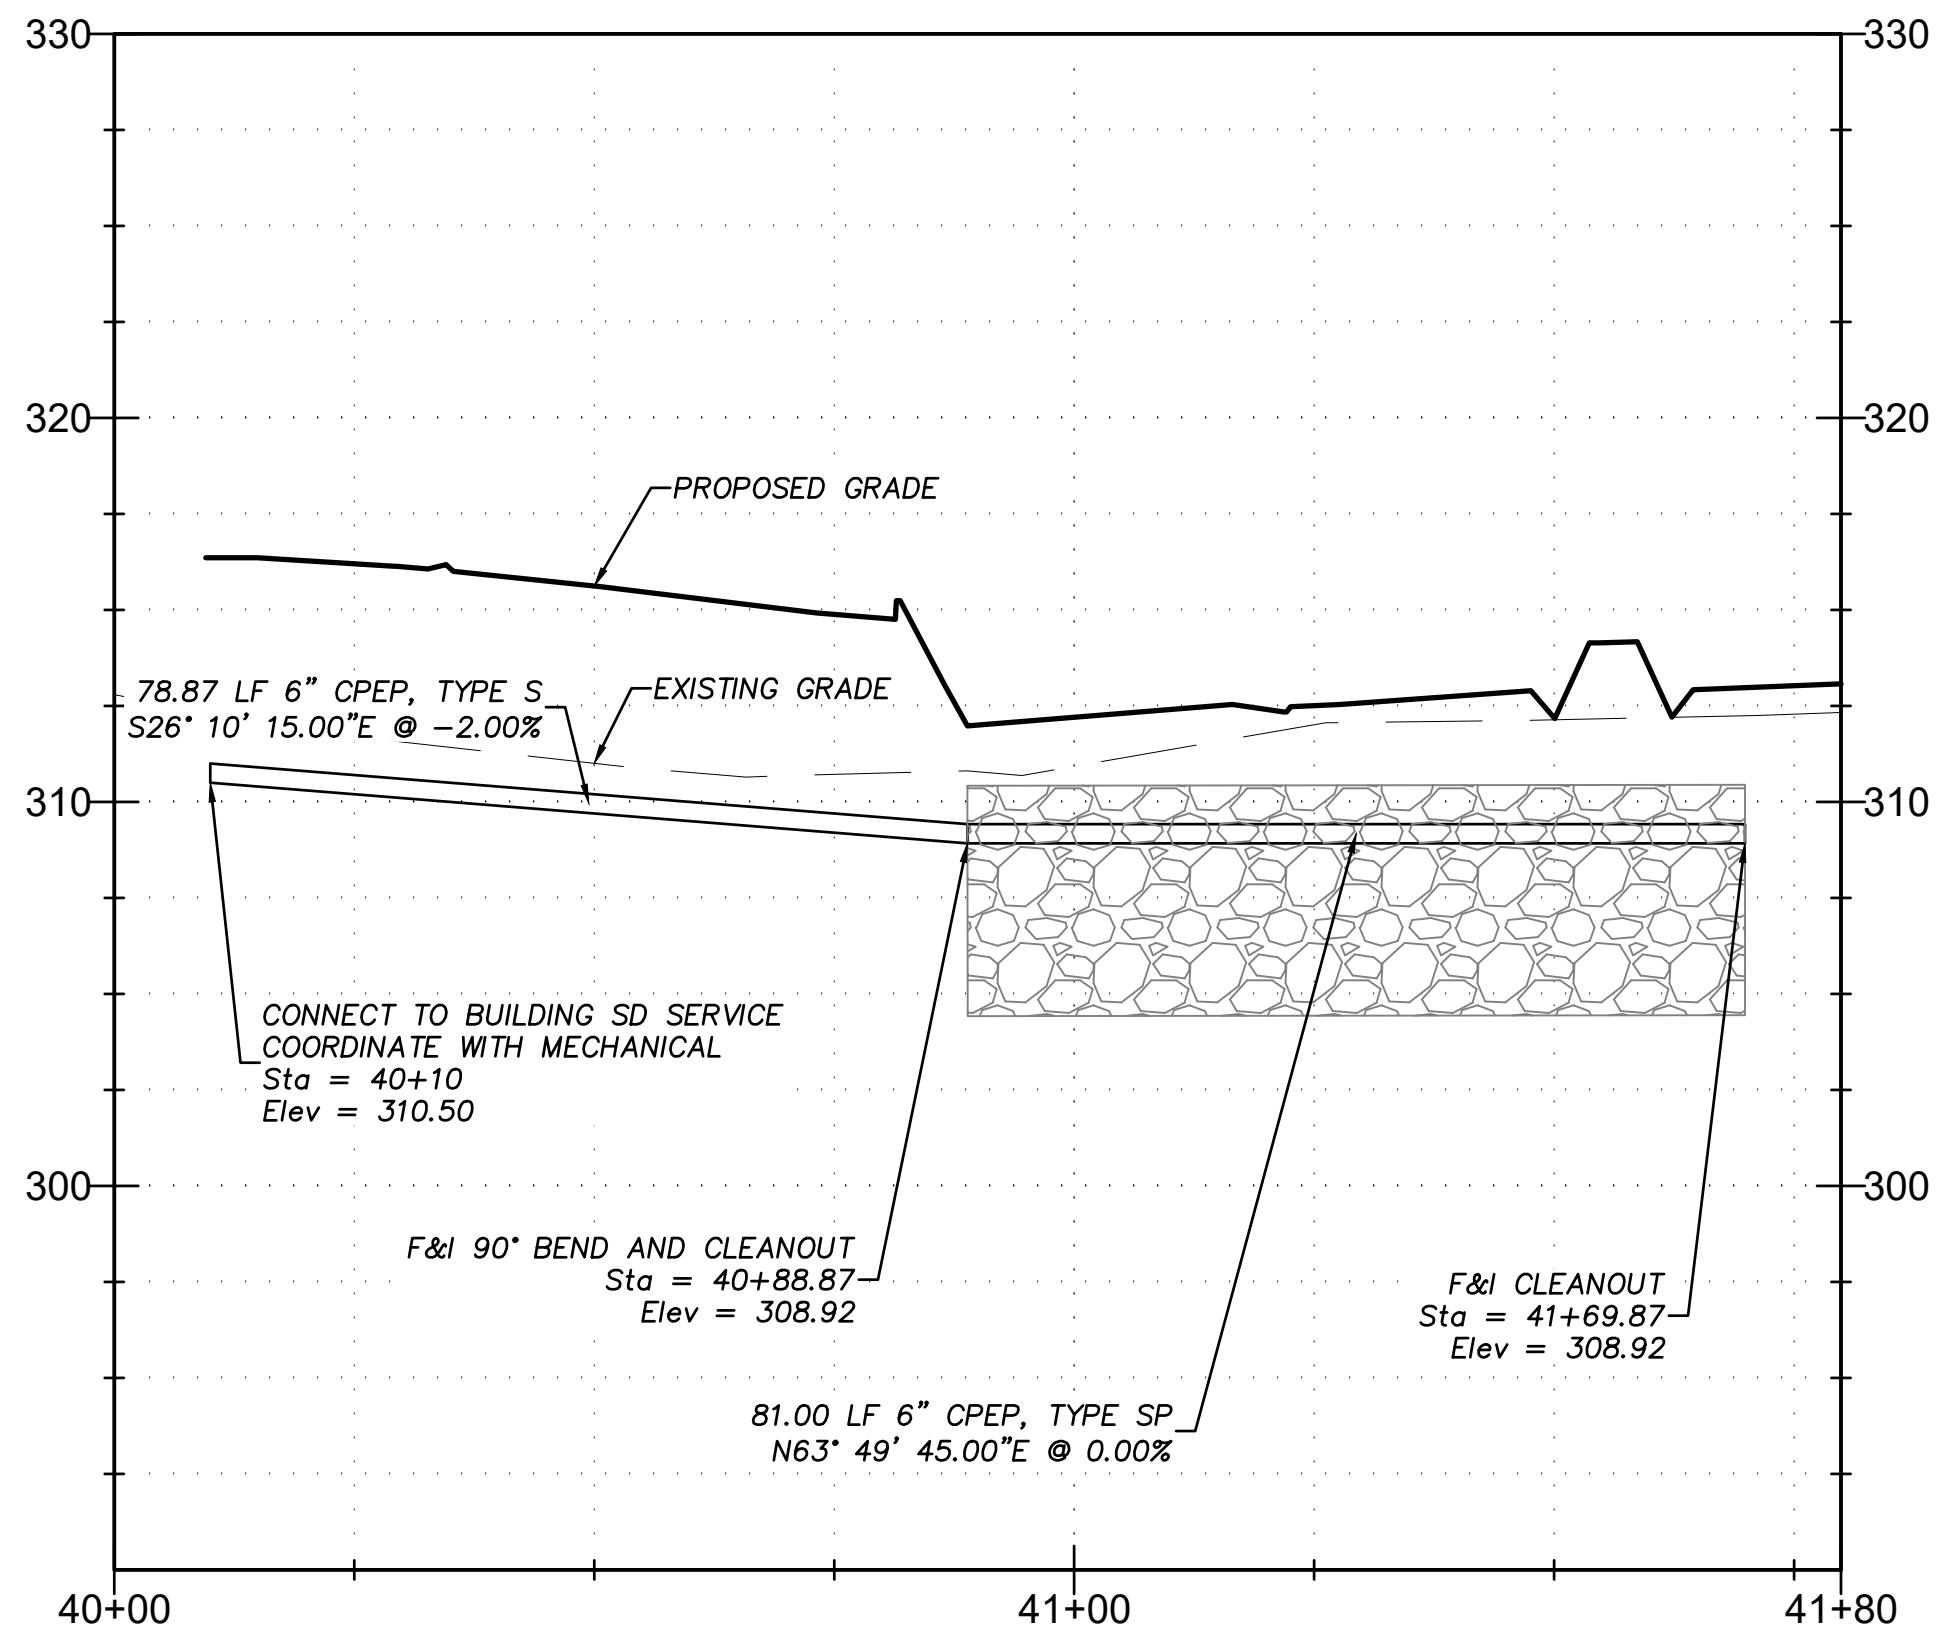 330
330
320
320
PROPOSED GRADE
78.87 LF 6” CPEP, TYPE S
S26° 10’ 15.00”E @ −2.00%
EXISTING GRADE
310
310
CONNECT TO BUILDING SD SERVICE
COORDINATE WITH MECHANICAL
Sta = 40+10
Elev = 310.50
300
300
F&I 90° BEND AND CLEANOUT
Sta = 40+88.87
Elev = 308.92
F&I CLEANOUT
Sta = 41+69.87
Elev = 308.92
81.00 LF 6” CPEP, TYPE SP
N63° 49’ 45.00”E @ 0.00%
40+00
41+00
41+80